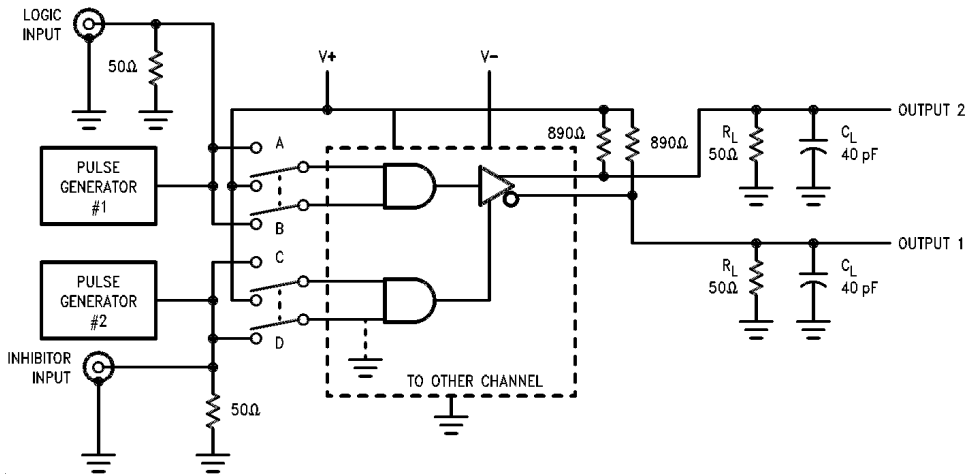 LOGIC
INPUT
50Ω
V+
V-
890Ω
890Ω
R_L
50Ω
C_L
40 pF
OUTPUT 2
PULSE
GENERATOR
#1
A
B
C
D
PULSE
GENERATOR
#2
INHIBITOR
INPUT
50Ω
TO OTHER CHANNEL
R_L
50Ω
C_L
40 pF
OUTPUT 1